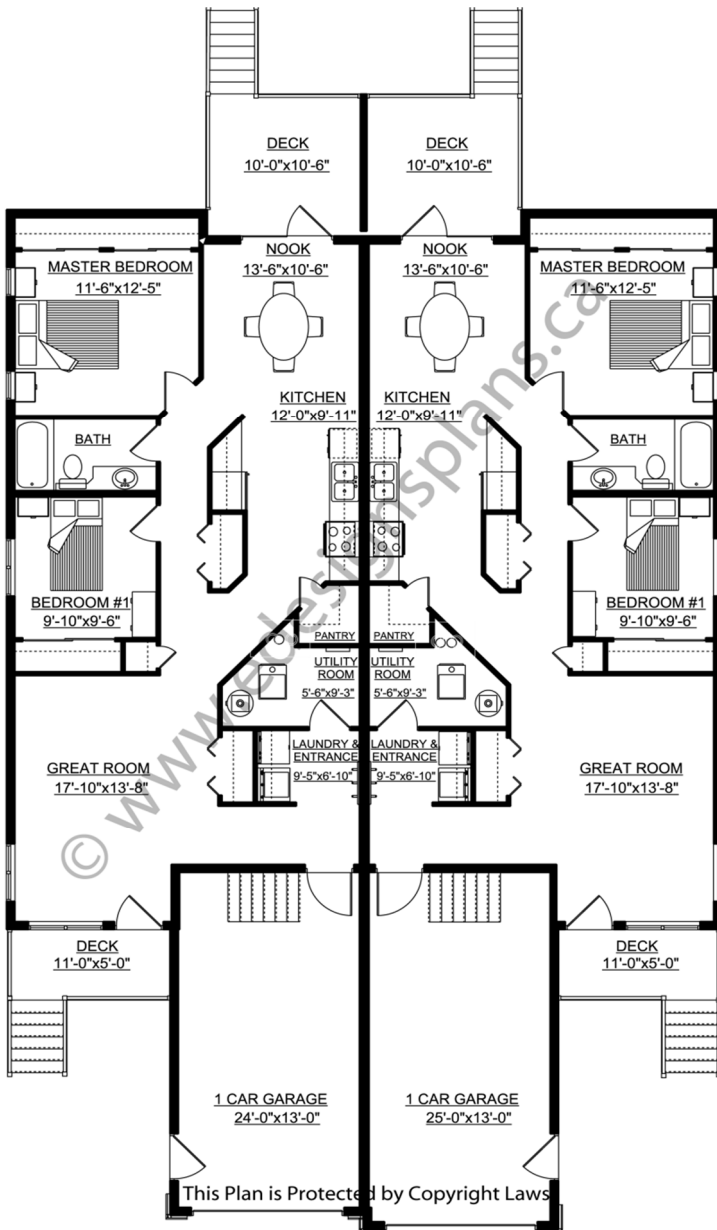 DECK
10'-0"x10'-6"
DECK
10'-0"x10'-6"
NOOK
13'-6"x10'-6"
NOOK
13'-6"x10'-6"
MASTER BEDROOM
11'-6"x12'-5"
MASTER BEDROOM
11'-6"x12'-5"
KITCHEN
12'-0"x9'-11"
KITCHEN
12'-0"x9'-11"
BATH
BATH
BEDROOM #1
9'-10"x9'-6"
BEDROOM #1
9'-10"x9'-6"
PANTRY
PANTRY
UTILITY
ROOM
5'-6"x9'-3"
UTILITY
ROOM
5'-6"x9'-3"
LAUNDRY &
ENTRANCE
9'-5"x6'-10"
LAUNDRY &
ENTRANCE
9'-5"x6'-10"
GREAT ROOM
17'-10"x13'-8"
GREAT ROOM
17'-10"x13'-8"
© www.edesignsplans.ca
DECK
11'-0"x5'-0"
DECK
11'-0"x5'-0"
1 CAR GARAGE
24'-0"x13'-0"
1 CAR GARAGE
25'-0"x13'-0"
This Plan is Protected by Copyright Laws